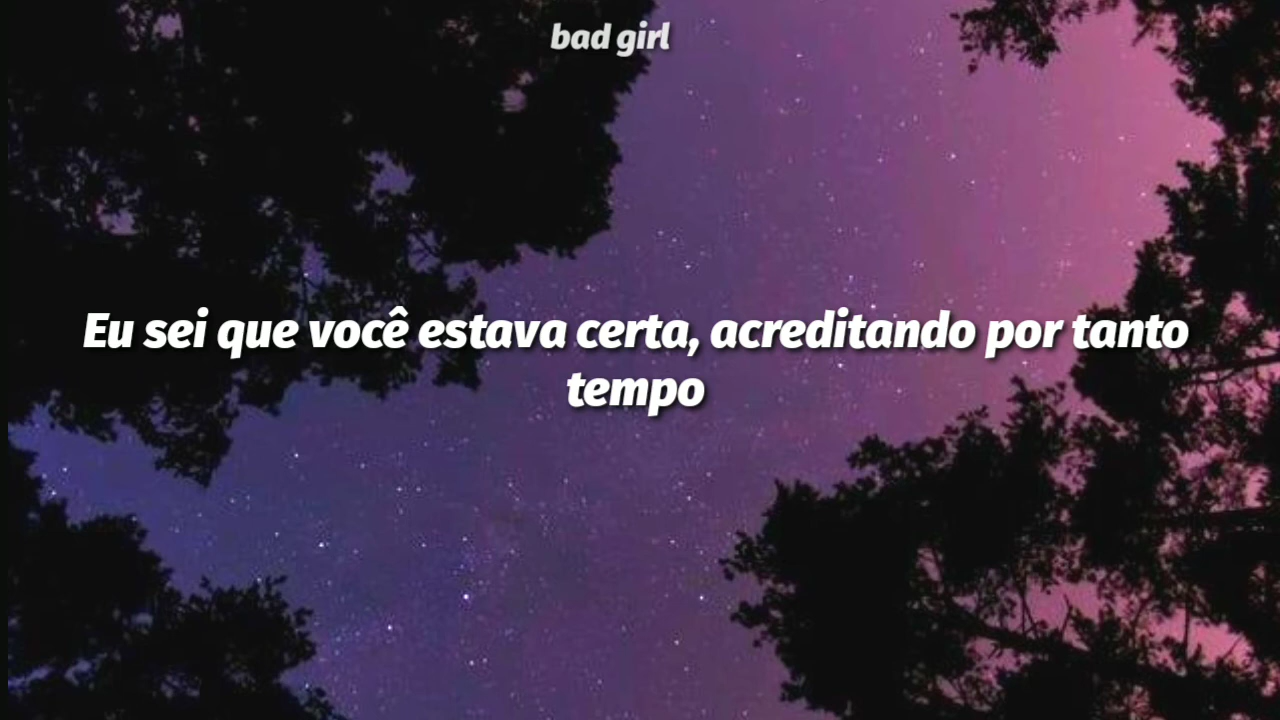 bad girl
Eu sei que você estava certa, acreditando por tanto
tempo